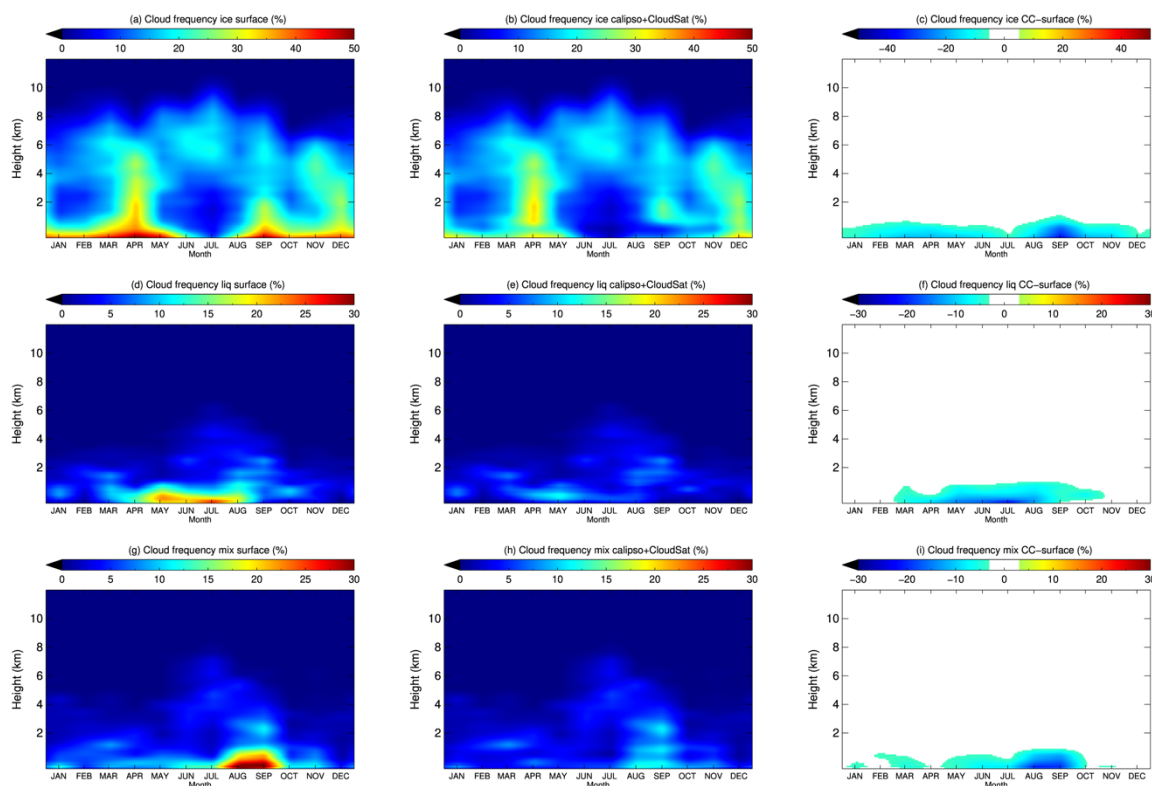 (a) Cloud frequency ice surface (%)
0 10 20 30 40 50
Height (km)
10
8
6
4
2
JAN FEB MAR APR MAY JUN JUL AUG SEP OCT NOV DEC
Month
(b) Cloud frequency ice calipso+CloudSat (%)
0 10 20 30 40 50
Height (km)
10
8
6
4
2
JAN FEB MAR APR MAY JUN JUL AUG SEP OCT NOV DEC
Month
(c) Cloud frequency ice CC-surface (%)
-40 -20 0 20 40
Height (km)
10
8
6
4
2
JAN FEB MAR APR MAY JUN JUL AUG SEP OCT NOV DEC
Month
(d) Cloud frequency liq surface (%)
0 5 10 15 20 25 30
Height (km)
10
8
6
4
2
JAN FEB MAR APR MAY JUN JUL AUG SEP OCT NOV DEC
Month
(e) Cloud frequency liq calipso+CloudSat (%)
0 5 10 15 20 25 30
Height (km)
10
8
6
4
2
JAN FEB MAR APR MAY JUN JUL AUG SEP OCT NOV DEC
Month
(f) Cloud frequency liq CC-surface (%)
-30 -20 -10 0 10 20 30
Height (km)
10
8
6
4
2
JAN FEB MAR APR MAY JUN JUL AUG SEP OCT NOV DEC
Month
(g) Cloud frequency mix surface (%)
0 5 10 15 20 25 30
Height (km)
10
8
6
4
2
JAN FEB MAR APR MAY JUN JUL AUG SEP OCT NOV DEC
Month
(h) Cloud frequency mix calipso+CloudSat (%)
0 5 10 15 20 25 30
Height (km)
10
8
6
4
2
JAN FEB MAR APR MAY JUN JUL AUG SEP OCT NOV DEC
Month
(i) Cloud frequency mix CC-surface (%)
-30 -20 -10 0 10 20 30
Height (km)
10
8
6
4
2
JAN FEB MAR APR MAY JUN JUL AUG SEP OCT NOV DEC
Month